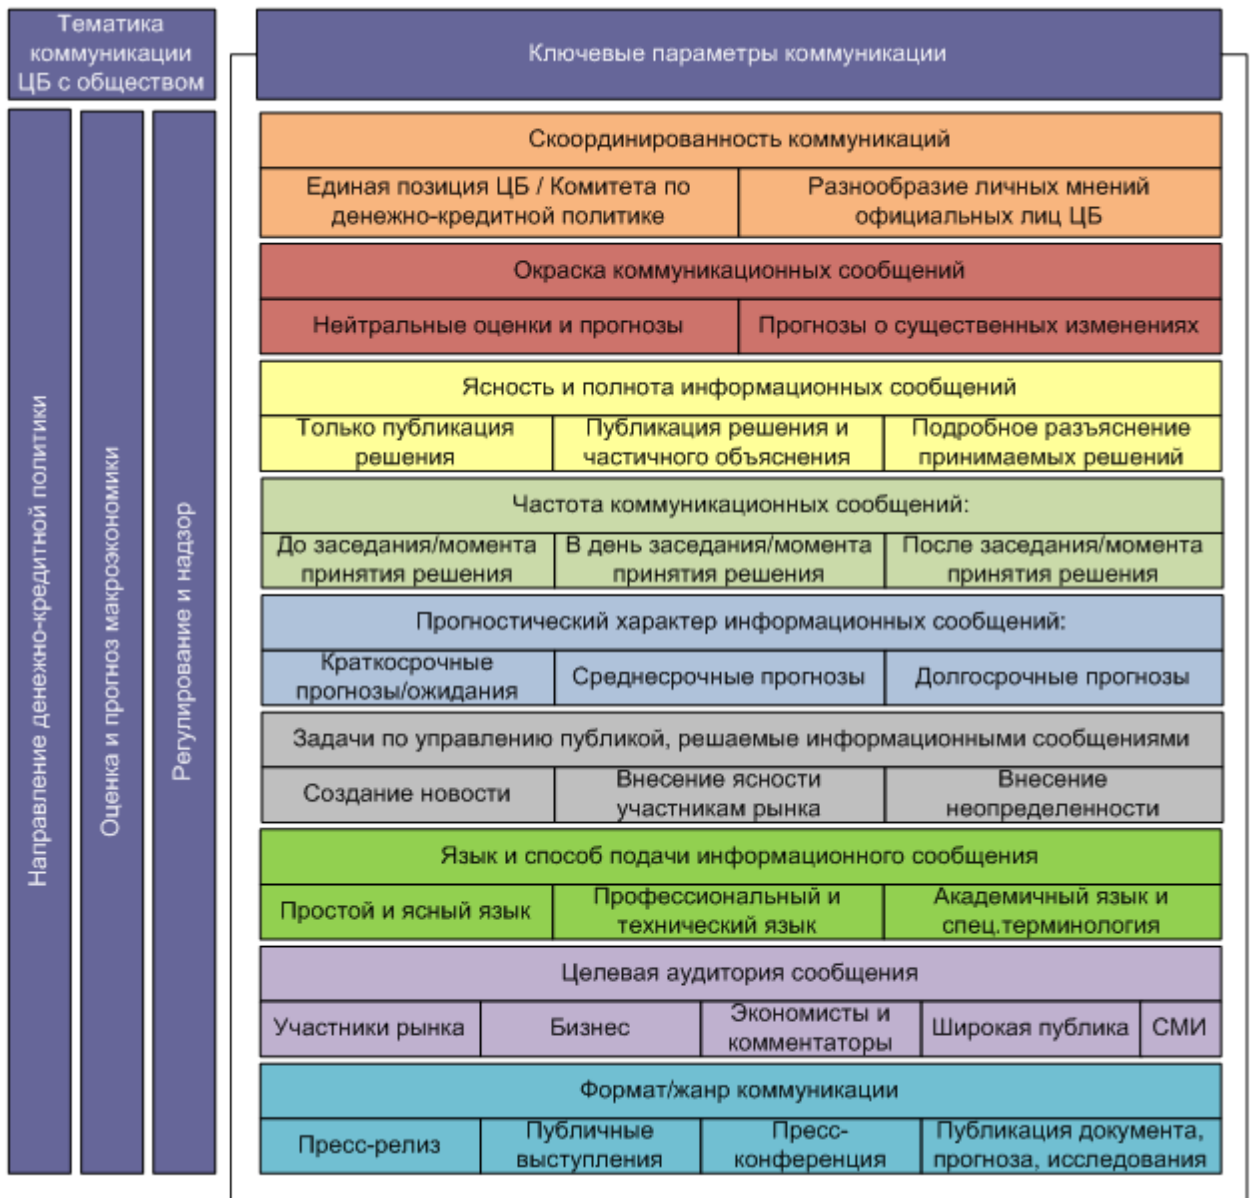 Тематика
коммуникации
ЦБ с обществом
Ключевые параметры коммуникации
Направление денежно-кредитной политики
Оценка и прогноз макроэкономики
Регулирование и надзор
Скоординированность коммуникаций
Единая позиция ЦБ / Комитета по
денежно-кредитной политике
Разнообразие личных мнений
официальных лиц ЦБ
Окраска коммуникационных сообщений
Нейтральные оценки и прогнозы
Прогнозы о существенных изменениях
Ясность и полнота информационных сообщений
Только публикация
решения
Публикация решения и
частичного объяснения
Подробное разъяснение
принимаемых решений
Частота коммуникационных сообщений:
До заседания/момента
принятия решения
В день заседания/момента
принятия решения
После заседания/момента
принятия решения
Прогностический характер информационных сообщений:
Краткосрочные
прогнозы/ожидания
Среднесрочные прогнозы
Долгосрочные прогнозы
Задачи по управлению публикой, решаемые информационными сообщениями
Создание новости
Внесение ясности
участникам рынка
Внесение
неопределенности
Язык и способ подачи информационного сообщения
Простой и ясный язык
Профессиональный и
технический язык
Академичный язык и
спец.терминология
Целевая аудитория сообщения
Участники рынка
Бизнес
Экономисты и
комментаторы
Широкая публика
СМИ
Формат/жанр коммуникации
Пресс-релиз
Публичные
выступления
Пресс-
конференция
Публикация документа,
прогноза, исследования